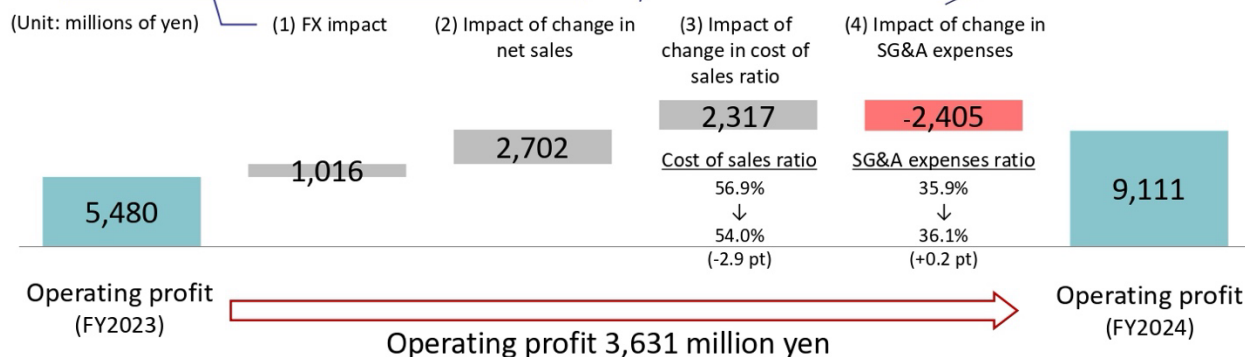 (Unit: millions of yen)
(1) FX impact
(2) Impact of change in
net sales
(3) Impact of
change in cost of
sales ratio
(4) Impact of change in
SG&A expenses
5,480
1,016
2,702
2,317
-2,405
9,111
Cost of sales ratio
56.9%
↓
54.0%
(-2.9 pt)
SG&A expenses ratio
35.9%
↓
36.1%
(+0.2 pt)
Operating profit
(FY2023)
Operating profit 3,631 million yen
Operating profit
(FY2024)